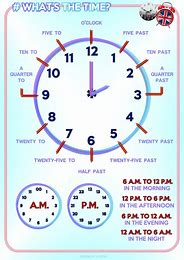 # WHAT'S THE TIME?
O'CLOCK
FIVE TO
FIVE PAST
TEN TO
TEN PAST
A QUARTER TO
A QUARTER PAST
TWENTY TO
TWENTY PAST
TWENTY-FIVE TO
TWENTY-FIVE PAST
HALF PAST
12
1
2
3
4
5
6
7
8
9
10
11
A.M.
P.M.
6 A.M. TO 12 P.M.
IN THE MORNING
12 P.M. TO 6 P.M.
IN THE AFTERNOON
6 P.M. TO 12 A.M.
IN THE EVENING
12 A.M. TO 6 A.M.
IN THE NIGHT